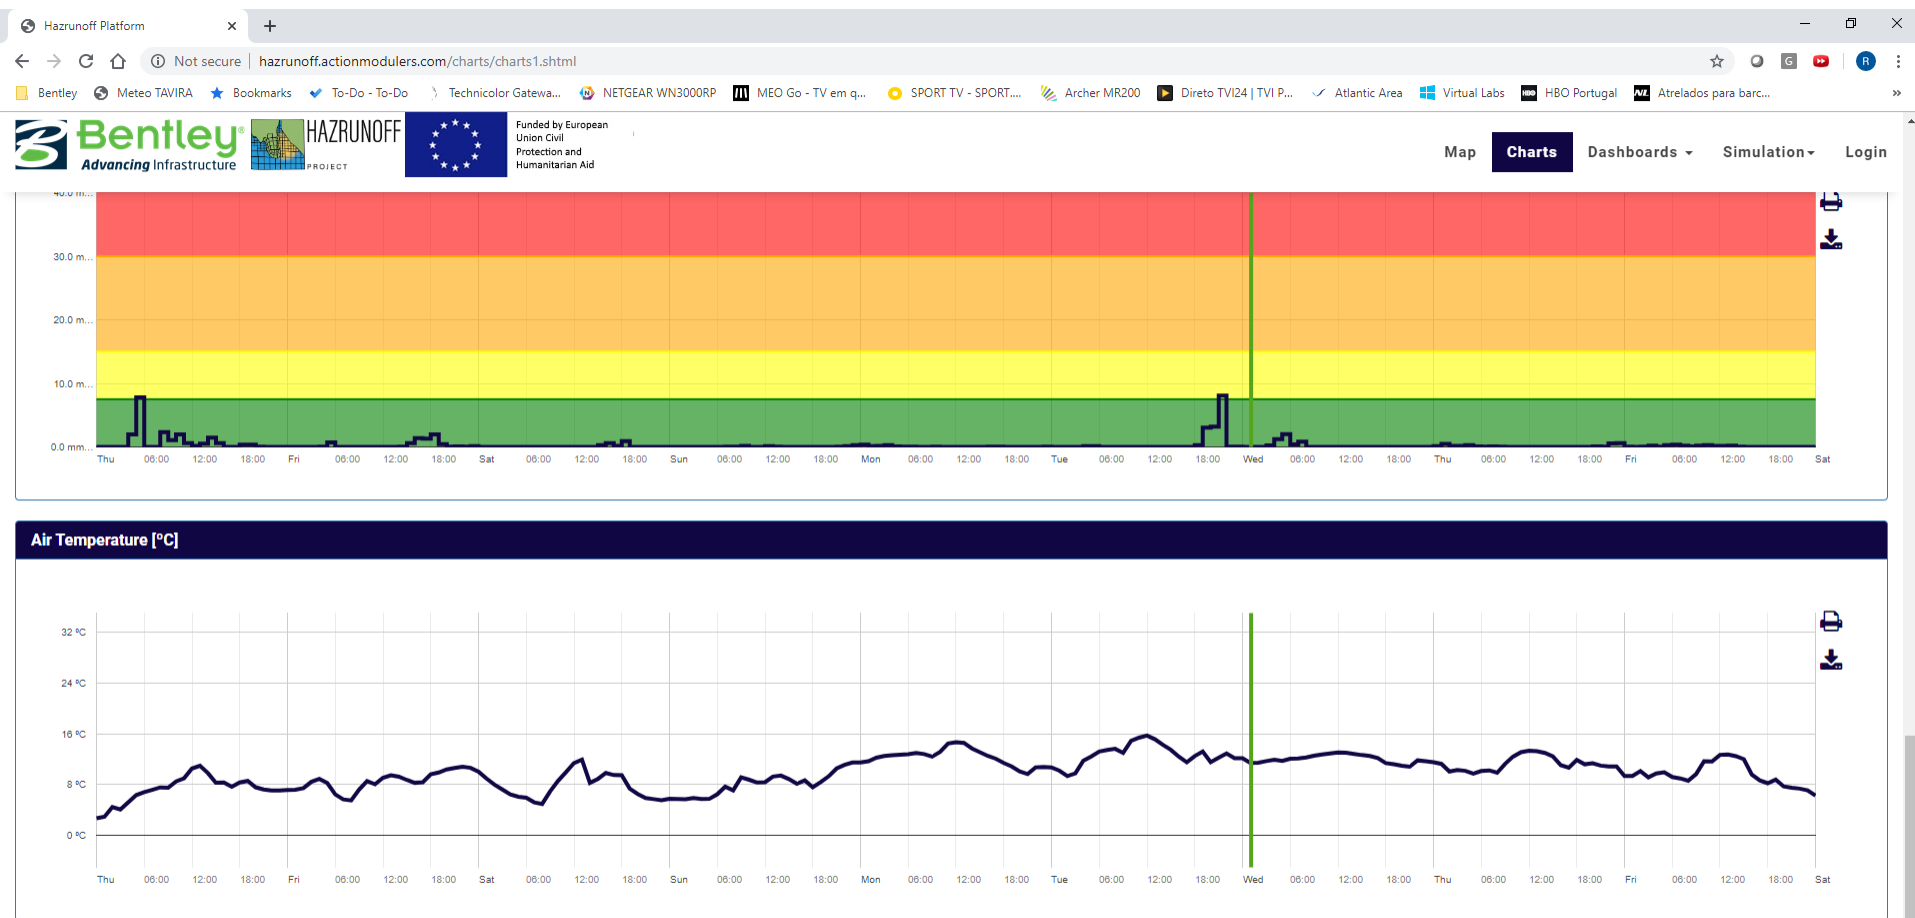 Hazrunoff Platform
Not secure hazrunoff.actionmodulers.com/charts/charts1.shtml
G R
Bentley Meteo TAVIRA Bookmarks To-Do - To-Do Technicolor Gatewa... NETGEAR WN3000RP MEO Go - TV em q... SPORT TV - SPORT.... Archer MR200 Direto TVI24 | TVI P... Atlantic Area Virtual Labs HBO Portugal Atrelados para barc... »
Bentley®
Advancing Infrastructure
HAZRUNOFF
PROJECT
Funded by European
Union Civil
Protection and
Humanitarian Aid
Map Charts Dashboards Simulation Login
40.0 m...
30.0 m...
20.0 m...
10.0 m...
0.0 mm...
Thu 06:00 12:00 18:00 Fri 06:00 12:00 18:00 Sat 06:00 12:00 18:00 Sun 06:00 12:00 18:00 Mon 06:00 12:00 18:00 Tue 06:00 12:00 18:00 Wed 06:00 12:00 18:00 Thu 06:00 12:00 18:00 Fri 06:00 12:00 18:00 Sat
Air Temperature [ºC]
32 ºC
24 ºC
16 ºC
8 ºC
0 ºC
Thu 06:00 12:00 18:00 Fri 06:00 12:00 18:00 Sat 06:00 12:00 18:00 Sun 06:00 12:00 18:00 Mon 06:00 12:00 18:00 Tue 06:00 12:00 18:00 Wed 06:00 12:00 18:00 Thu 06:00 12:00 18:00 Fri 06:00 12:00 18:00 Sat